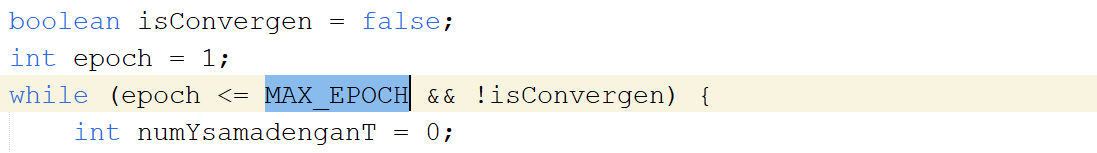 boolean isConvergen = false;
int epoch = 1;
while (epoch <= MAX_EPOCH && !isConvergen) {
int numYsamadenganT = 0;